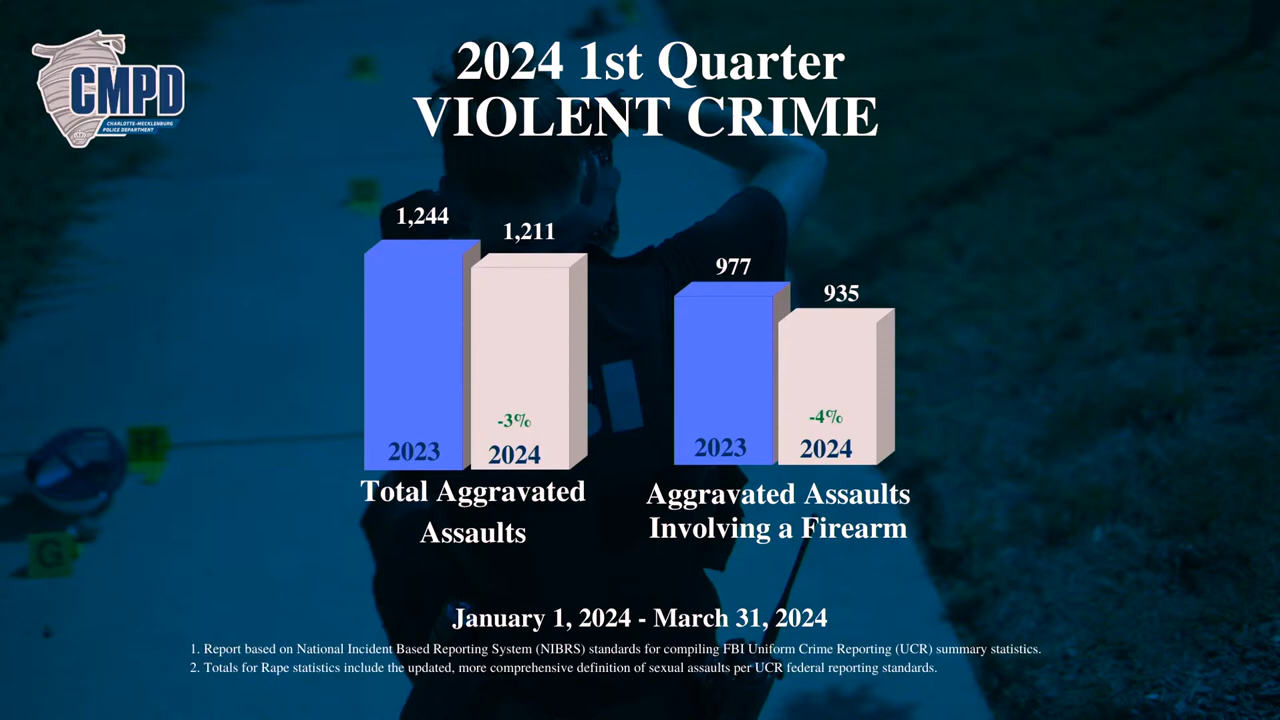 CMPD
CHARLOTTE-MECKLENBURG
POLICE DEPARTMENT
2024 1st Quarter
VIOLENT CRIME
1,244
1,211
977
935
-3%
-4%
2023
2024
2023
2024
Total Aggravated
Assaults
Aggravated Assaults
Involving a Firearm
H
G
January 1, 2024 - March 31, 2024
1. Report based on National Incident Based Reporting System (NIBRS) standards for compiling FBI Uniform Crime Reporting (UCR) summary statistics.
2. Totals for Rape statistics include the updated, more comprehensive definition of sexual assaults per UCR federal reporting standards.